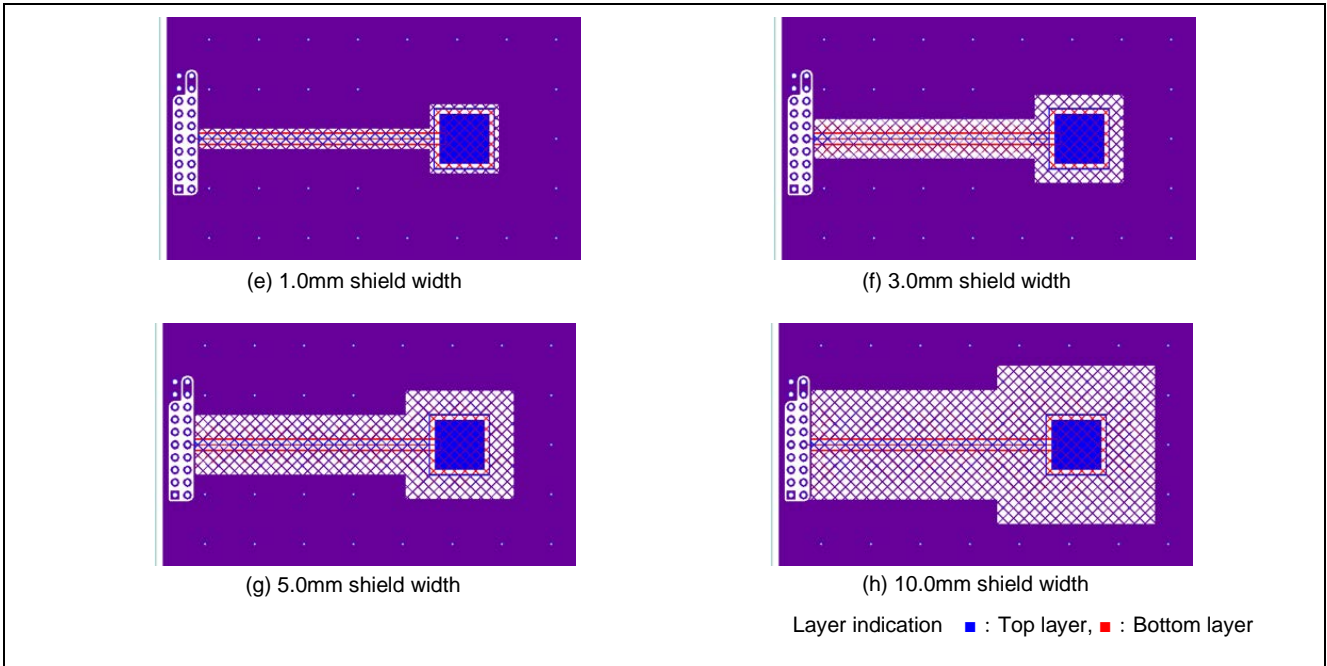 (e) 1.0mm shield width
(f) 3.0mm shield width
(g) 5.0mm shield width
(h) 10.0mm shield width
Layer indication ■ : Top layer, ■ : Bottom layer